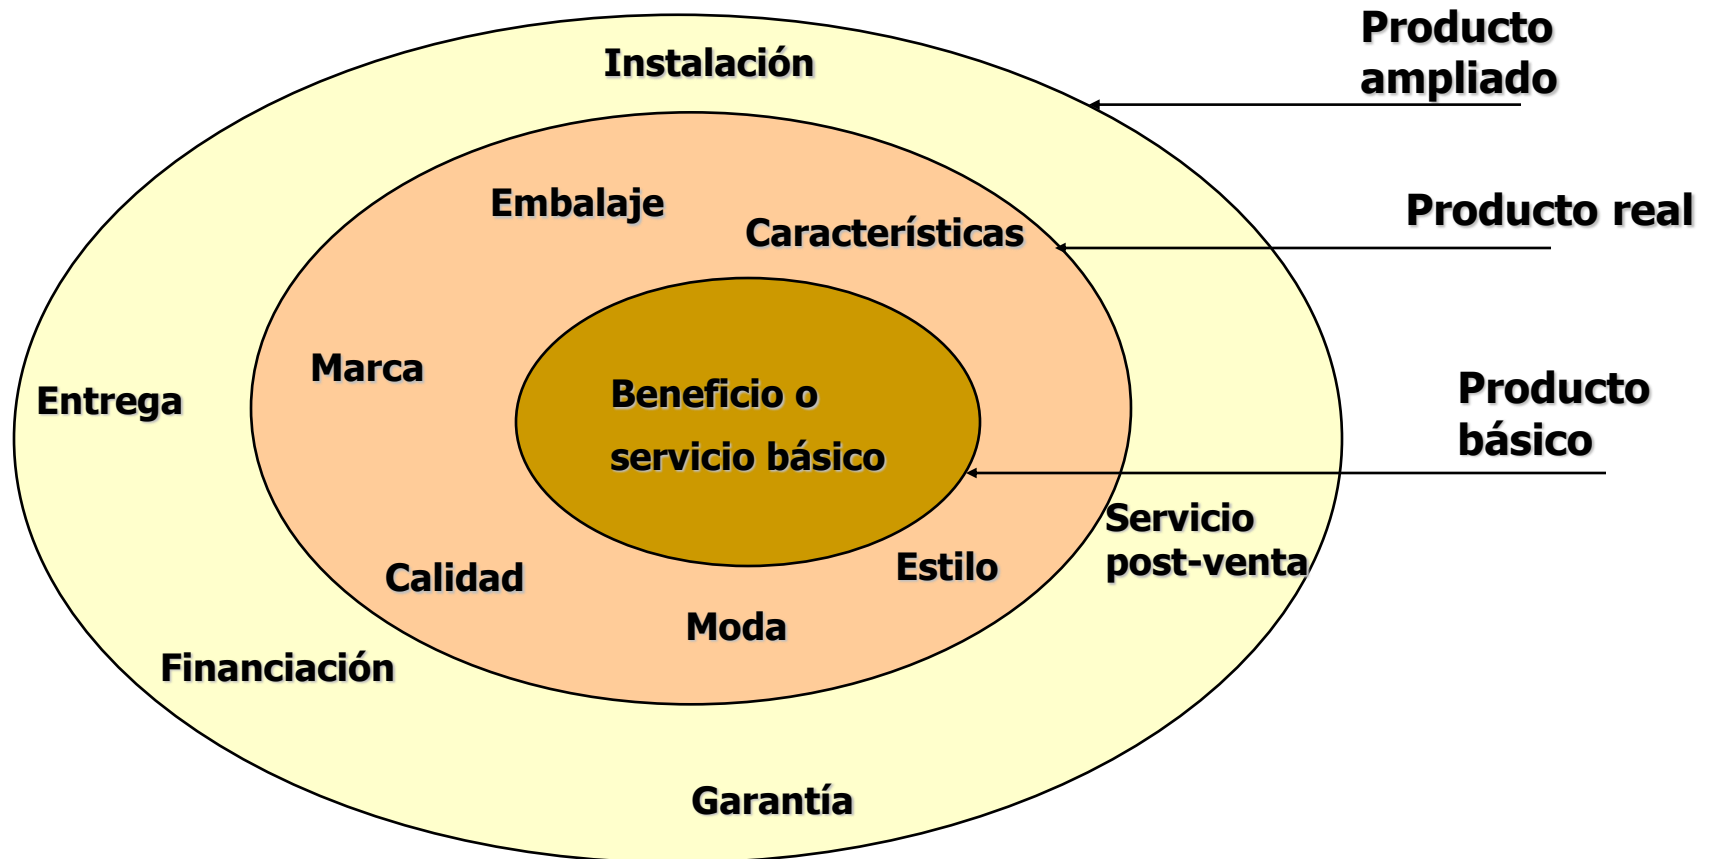 Producto
ampliado
Instalación
Embalaje
Producto real
Características
Marca
Entrega
Beneficio o
servicio básico
Producto
básico
Servicio
post-venta
Estilo
Calidad
Moda
Financiación
Garantía